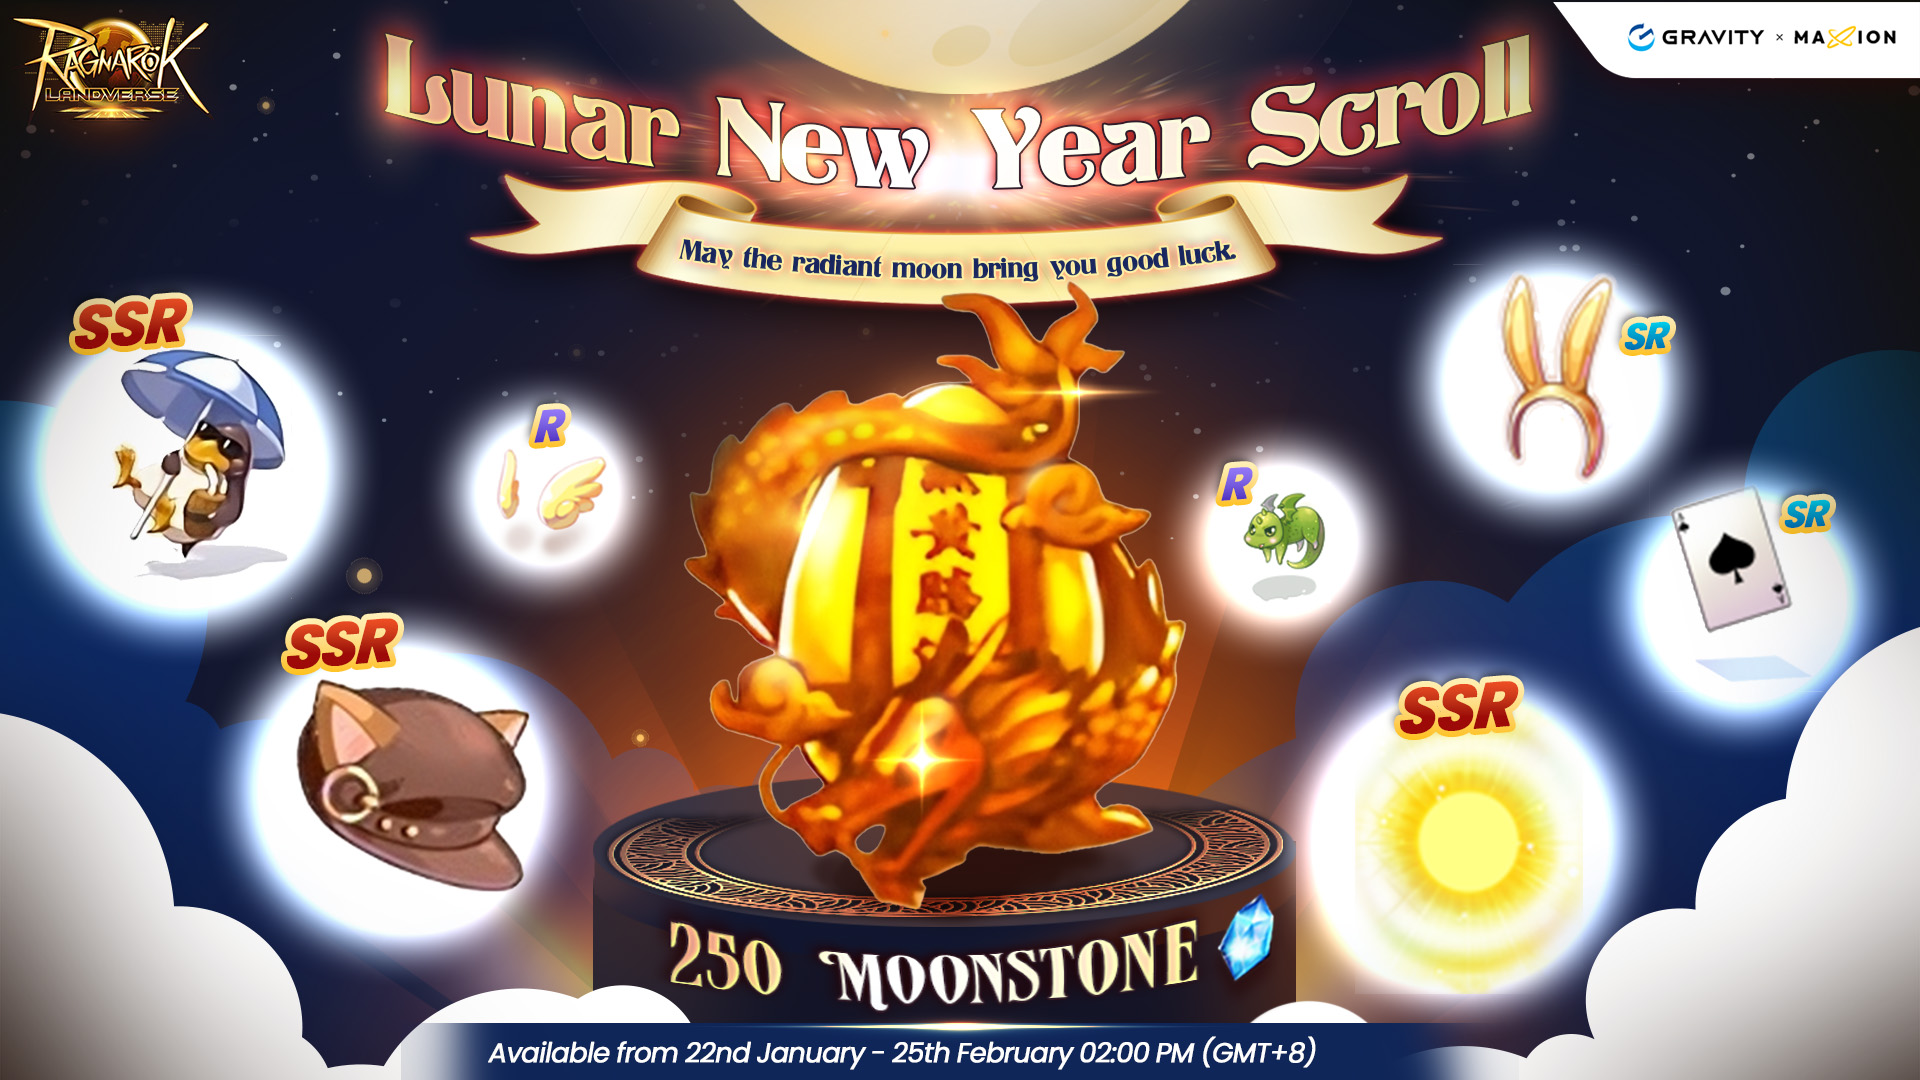 RAGNARÖK
LANDVERSE
GRAVITY × MAXION
Lunar New Year Scroll
May the radiant moon bring you good luck.
SSR
R
SSR
R
SR
SR
SSR
A
A
250 MOONSTONE
Available from 22nd January - 25th February 02:00 PM (GMT+8)